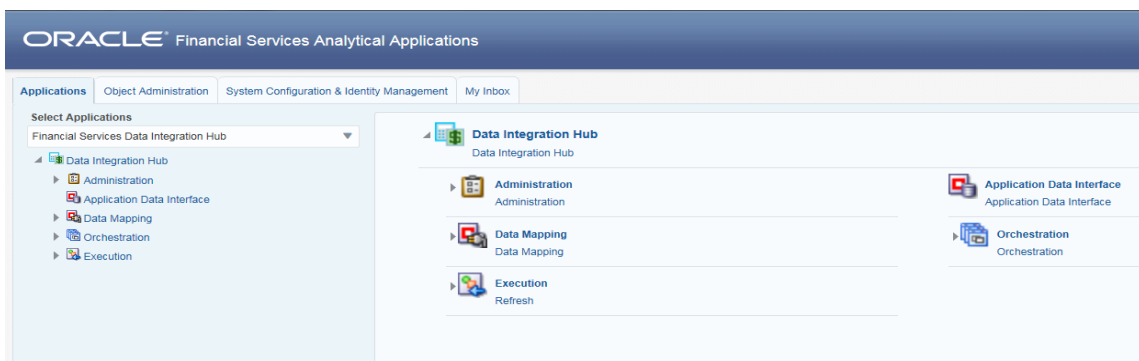 ORACLE® Financial Services Analytical Applications
Applications Object Administration System Configuration & Identity Management My Inbox
Select Applications
Financial Services Data Integration Hub
Data Integration Hub
Administration
Application Data Interface
Data Mapping
Orchestration
Execution
Data Integration Hub
Data Integration Hub
Administration
Administration
Application Data Interface
Application Data Interface
Data Mapping
Data Mapping
Orchestration
Orchestration
Execution
Refresh